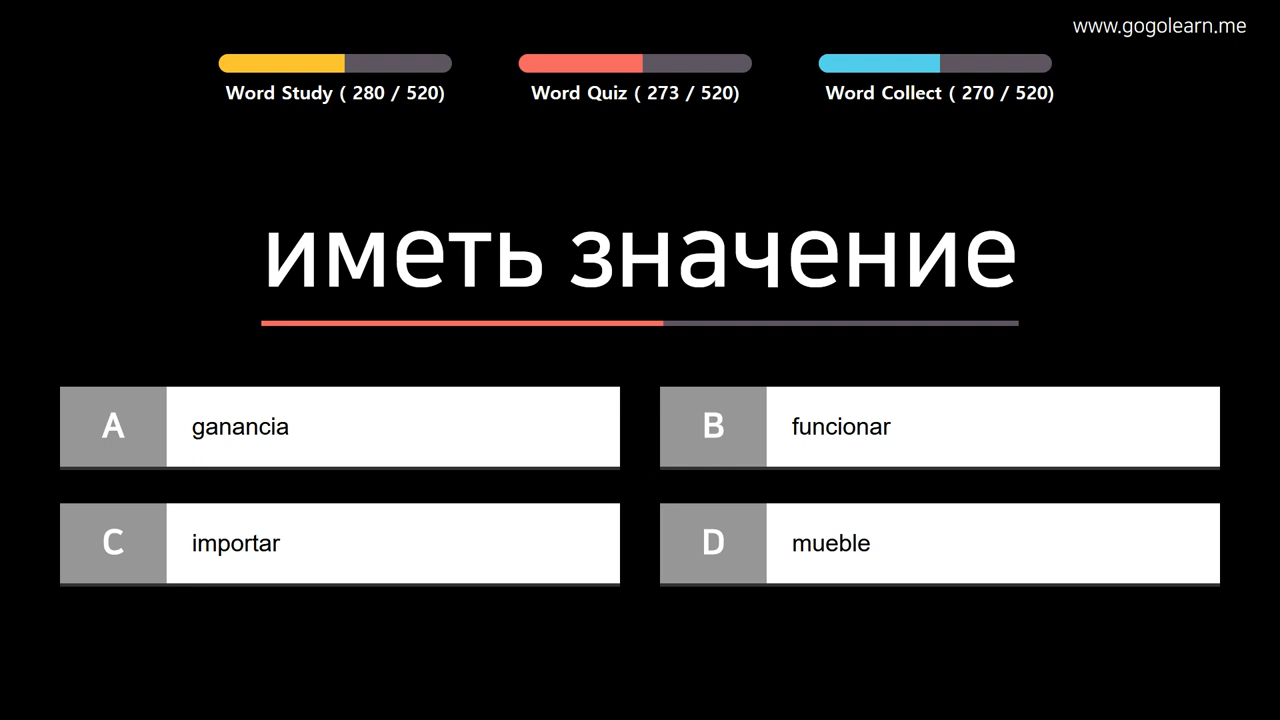 www.gogolearn.me
Word Study ( 280 / 520)
Word Quiz ( 273 / 520)
Word Collect ( 270 / 520)
иметь значение
A
ganancia
B
funcionar
C
importar
D
mueble